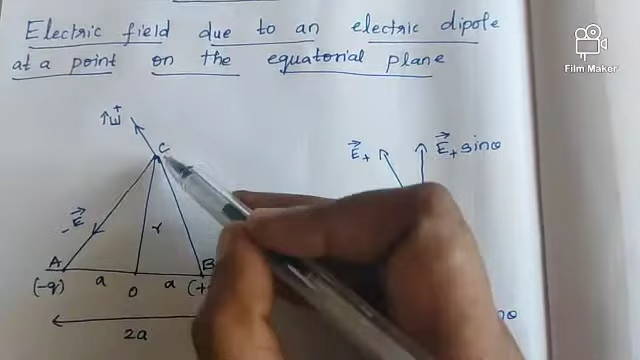 Electric field due to an electric dipole
at a point on the equatorial plane
Film Maker
E+
C
E+
E+ sinθ
-E
r
A
B
(-q)
a
O
a
(+
θ
2a